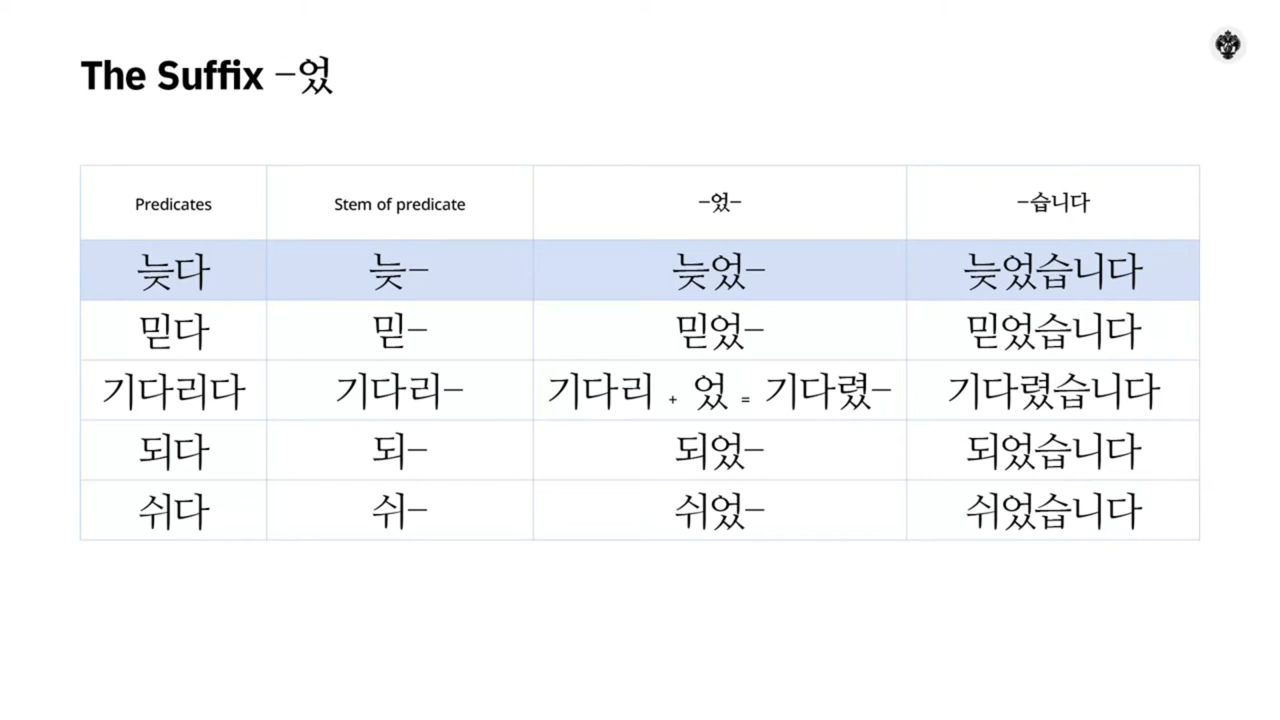 The Suffix –었
Predicates Stem of predicate –었– –습니다
늦다 늦– 늦었– 늦었습니다
믿다 믿– 믿었– 믿었습니다
기다리다 기다리– 기다리 + 었 = 기다렸– 기다렸습니다
되다 되– 되었– 되었습니다
쉬다 쉬– 쉬었– 쉬었습니다